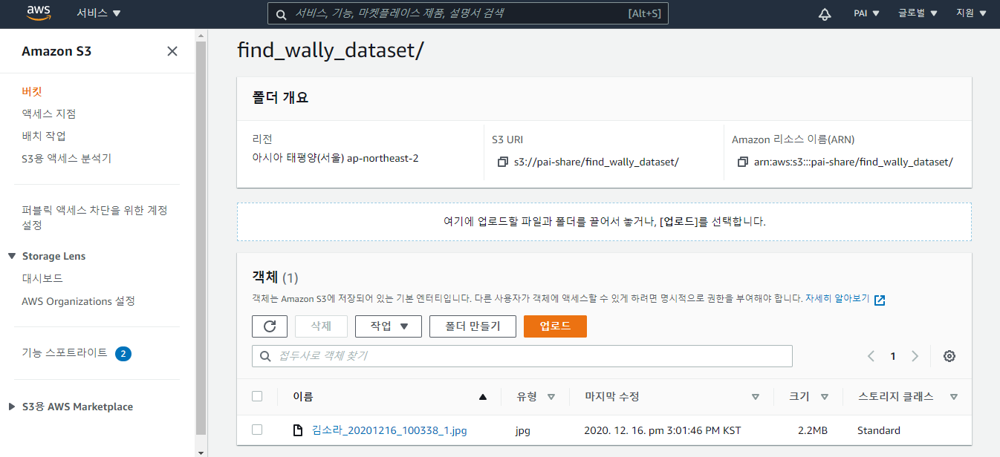 aws 서비스 ▼ 서비스, 기능, 마켓플레이스 제품, 설명서 검색 [Alt+S] PAI ▼ 글로벌 ▼ 지원 ▼
Amazon S3
버킷
액세스 지점
배치 작업
S3용 액세스 분석기
퍼블릭 액세스 차단을 위한 계정
설정
▼ Storage Lens
대시보드
AWS Organizations 설정
기능 스포트라이트 2
▶ S3용 AWS Marketplace
find_wally_dataset/
폴더 개요
리전
아시아 태평양(서울) ap-northeast-2
S3 URI
s3://pai-share/find_wally_dataset/
Amazon 리소스 이름(ARN)
arn:aws:s3:::pai-share/find_wally_dataset/
여기에 업로드할 파일과 폴더를 끌어서 놓거나, [업로드]를 선택합니다.
객체 (1)
객체는 Amazon S3에 저장되어 있는 기본 엔터티입니다. 다른 사용자가 객체에 액세스할 수 있게 하려면 명시적으로 권한을 부여해야 합니다. 자세히 알아보기
삭제 작업 ▼ 폴더 만들기 업로드
접두사로 객체 찾기 1
이름 ▲ 유형 ▽ 마지막 수정 ▽ 크기 ▽ 스토리지 클래스 ▽
김소라_20201216_100338_1.jpg jpg 2020. 12. 16. pm 3:01:46 PM KST 2.2MB Standard